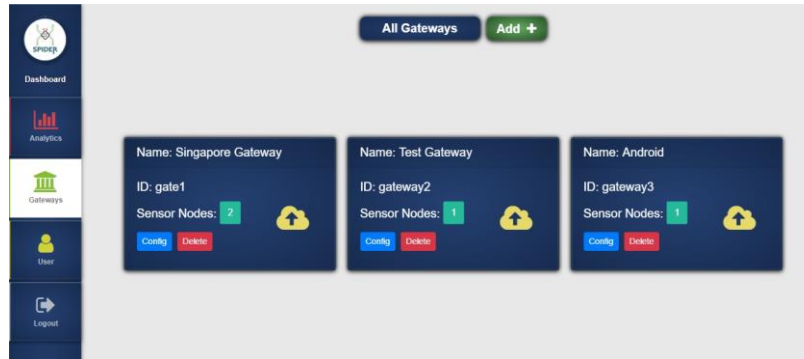 SPIDER
Dashboard
Analytics
Gateways
User
Logout
All Gateways
Add +
Name: Singapore Gateway
ID: gate1
Sensor Nodes: 2
Config Delete
Name: Test Gateway
ID: gateway2
Sensor Nodes: 1
Config Delete
Name: Android
ID: gateway3
Sensor Nodes: 1
Config Delete